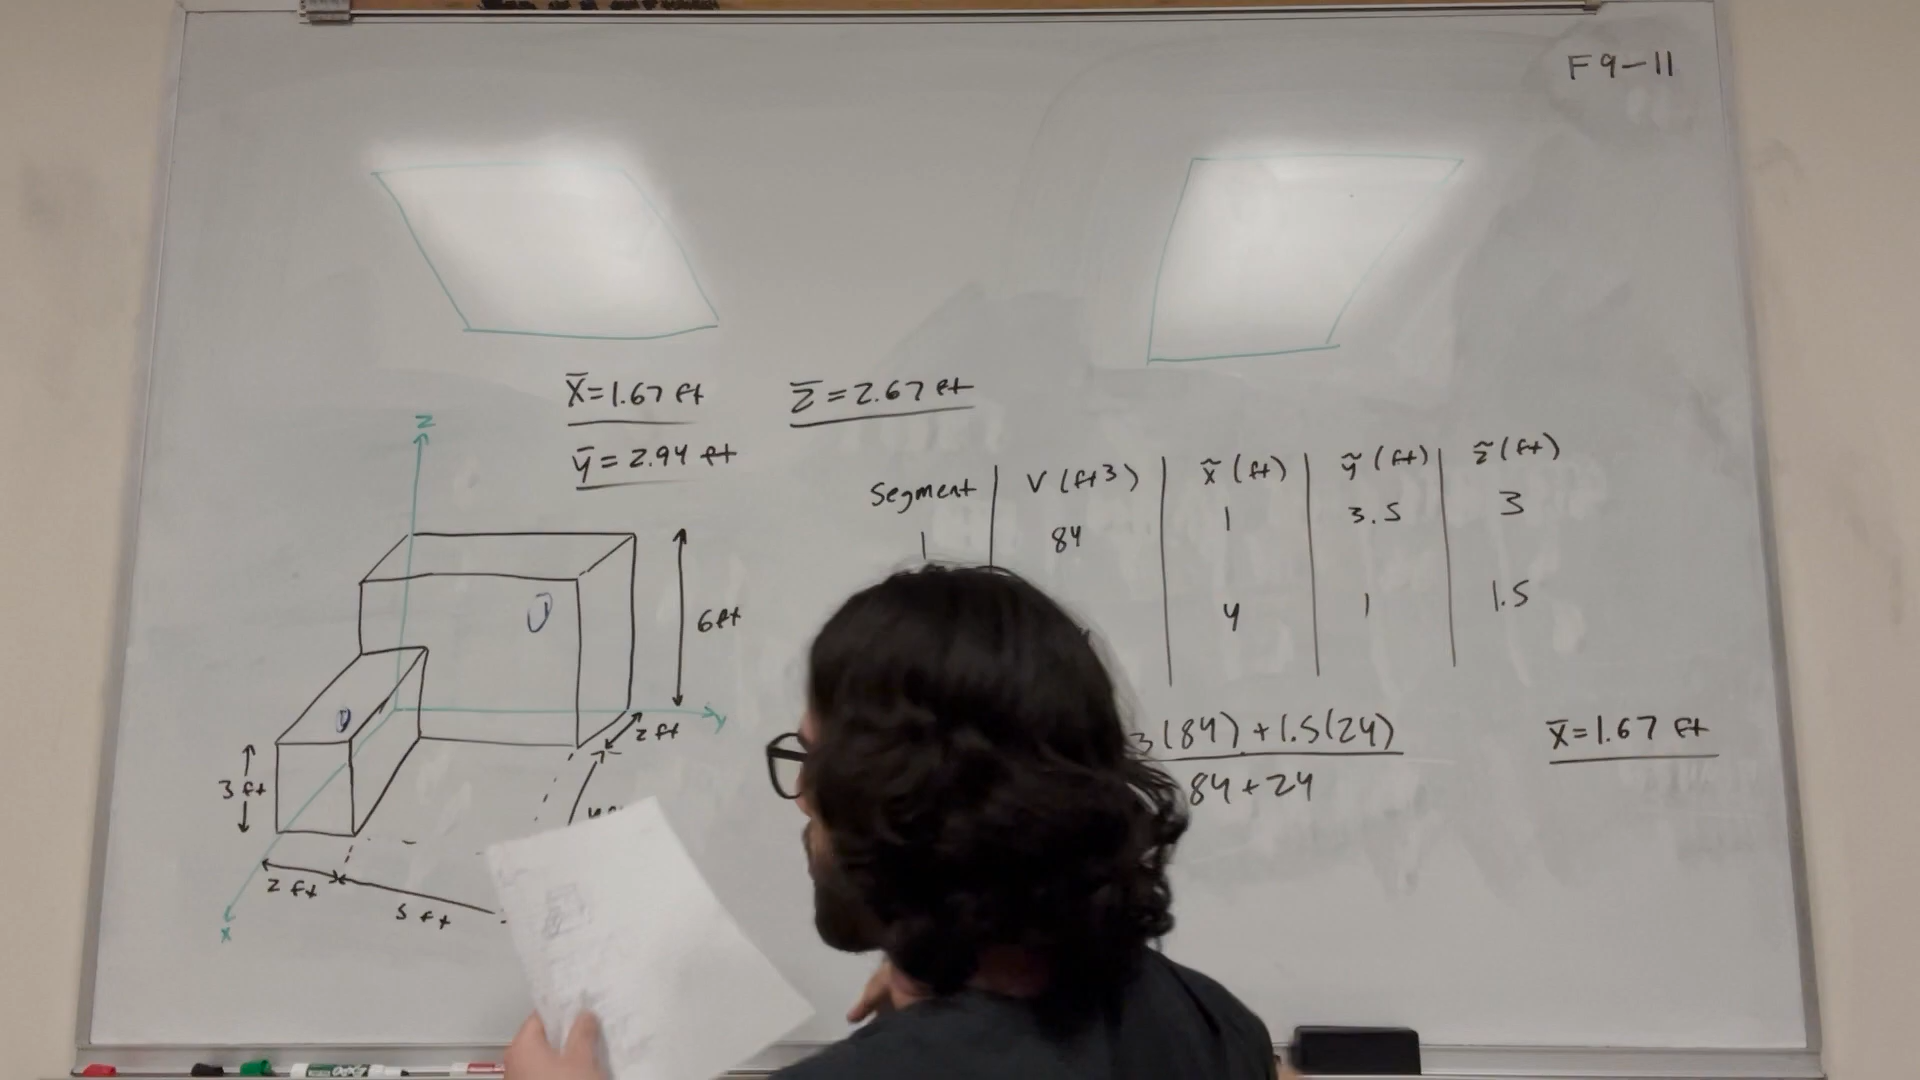 F9-11
x̄=1.67 ft
z̄=2.67 ft
ȳ=2.94 ft
Segment V (ft3) x̃ (ft) ỹ (ft) z̃ (ft)
1 84 1 3.5 3
4 1 1.5
z
6ft
y
2 ft
3 ft
2 ft
5 ft
x
3(84)+1.5(24)
84+24
x̄=1.67 ft
EXPO